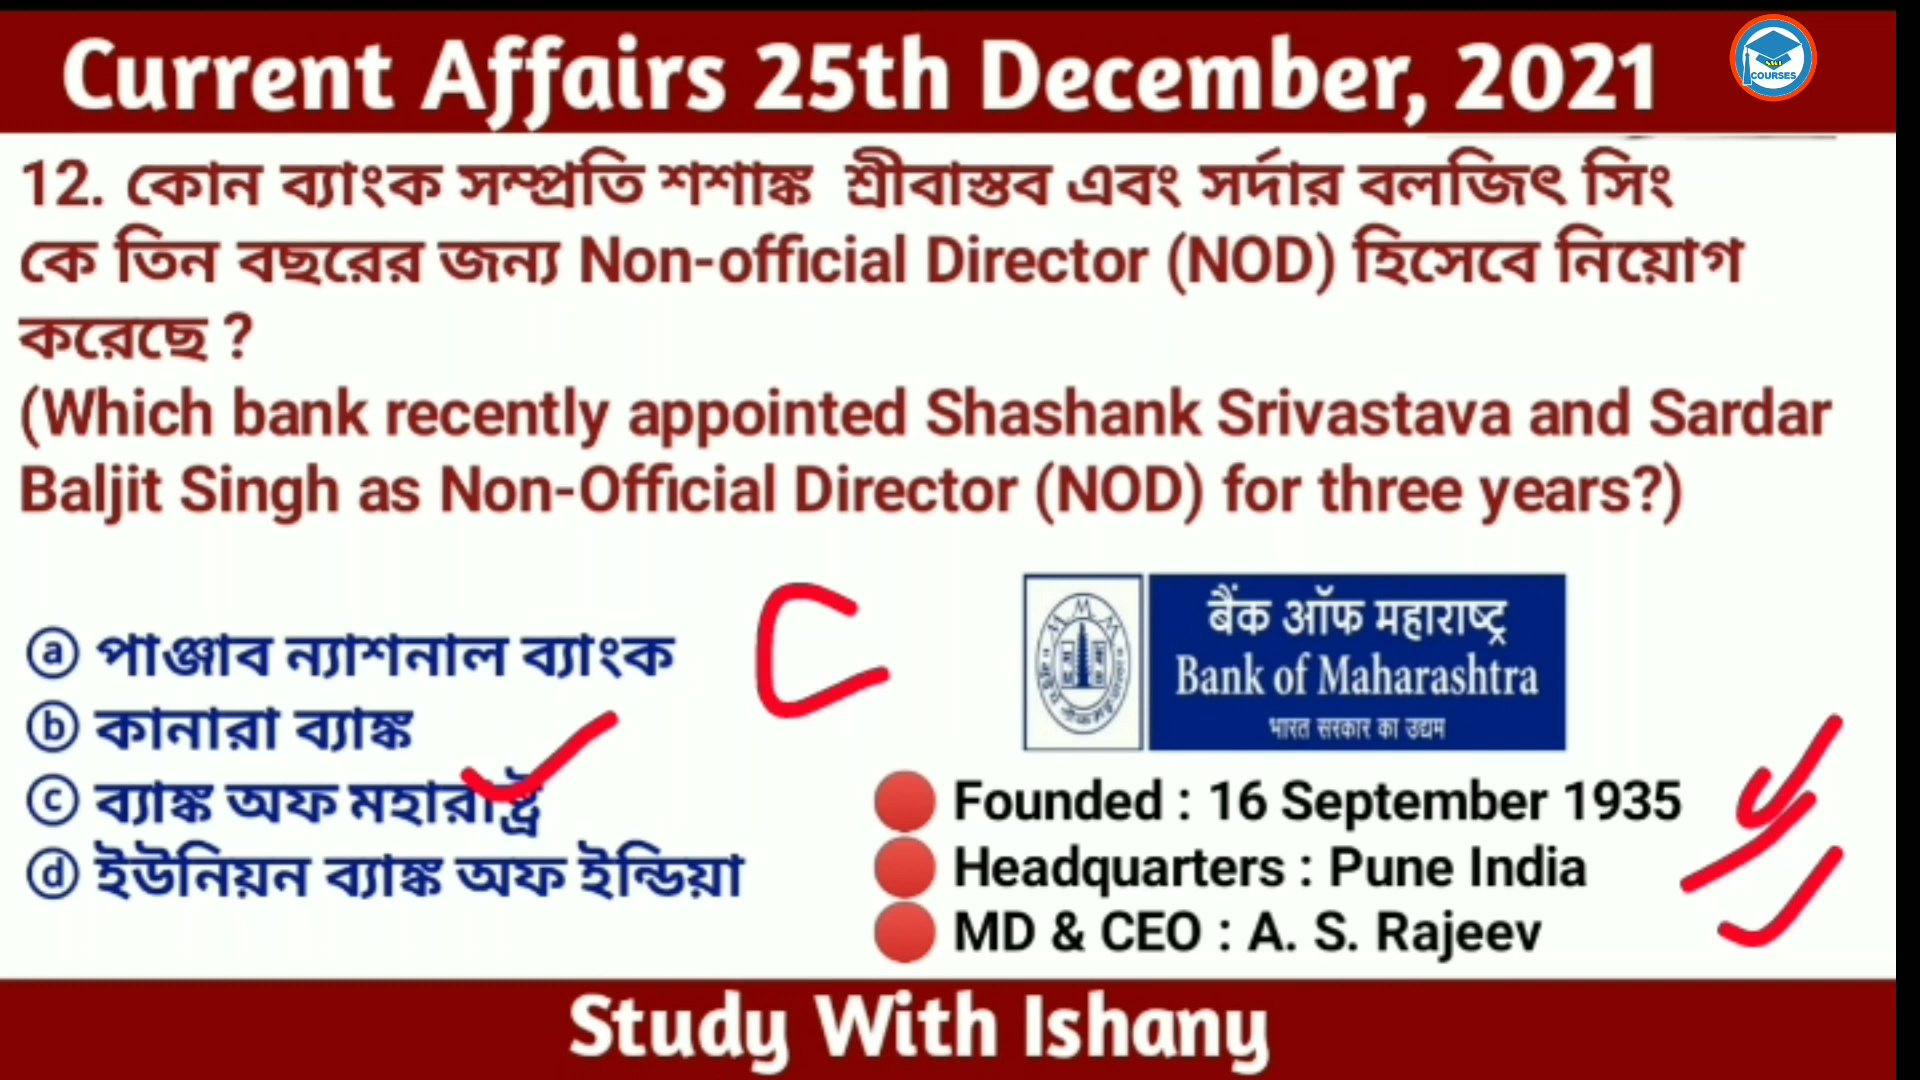 Current Affairs 25th December, 2021
COURSES
12. কোন ব্যাংক সম্প্রতি শশাঙ্ক শ্রীবাস্তব এবং সর্দার বলজিৎ সিং
কে তিন বছরের জন্য Non-official Director (NOD) হিসেবে নিয়োগ
করেছে ?
(Which bank recently appointed Shashank Srivastava and Sardar
Baljit Singh as Non-Official Director (NOD) for three years?)
ⓐ পাঞ্জাব ন্যাশনাল ব্যাংক
ⓑ কানারা ব্যাঙ্ক
ⓒ ব্যাঙ্ক অফ মহারাষ্ট্র
ⓓ ইউনিয়ন ব্যাঙ্ক অফ ইন্ডিয়া
C
बैंक ऑफ महाराष्ट्र
Bank of Maharashtra
भारत सरकार का उद्यम
Founded : 16 September 1935
Headquarters : Pune India
MD & CEO : A. S. Rajeev
Study With Ishany